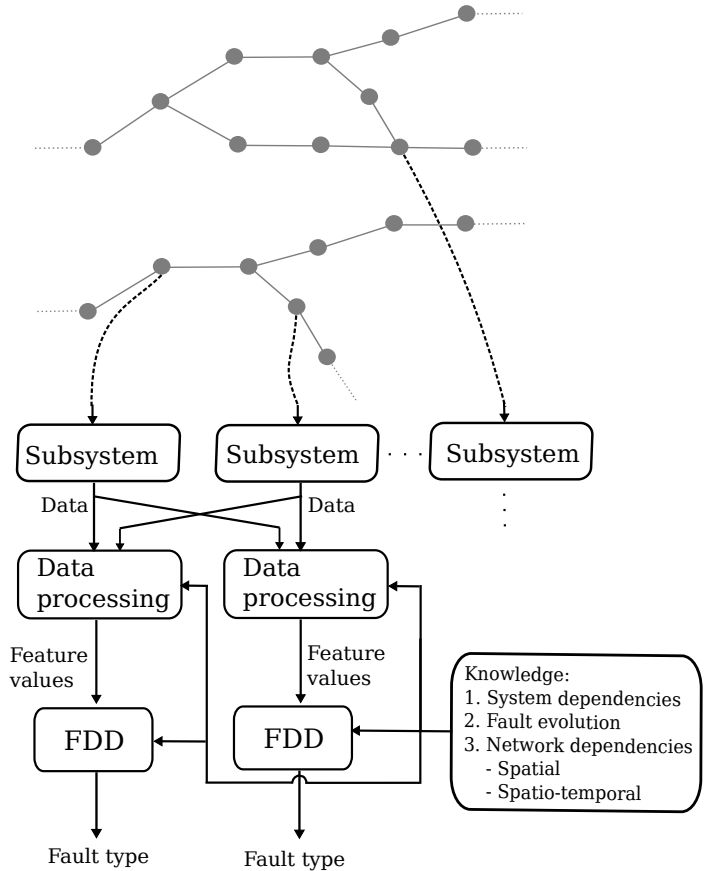 Subsystem
Subsystem
. . .
Subsystem
Data
Data
Data
processing
Data
processing
Feature
values
Feature
values
Knowledge:
1. System dependencies
2. Fault evolution
3. Network dependencies
- Spatial
- Spatio-temporal
FDD
FDD
Fault type
Fault type